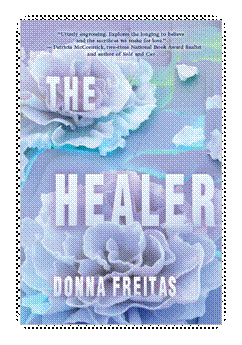 "Utterly engrossing. Explores the longing to believe
and the sacrifices we make for love."
— Patricia McCormick, two-time National Book Award finalist
and author of Sold and Cut
THE
HEALER
DONNA FREITAS